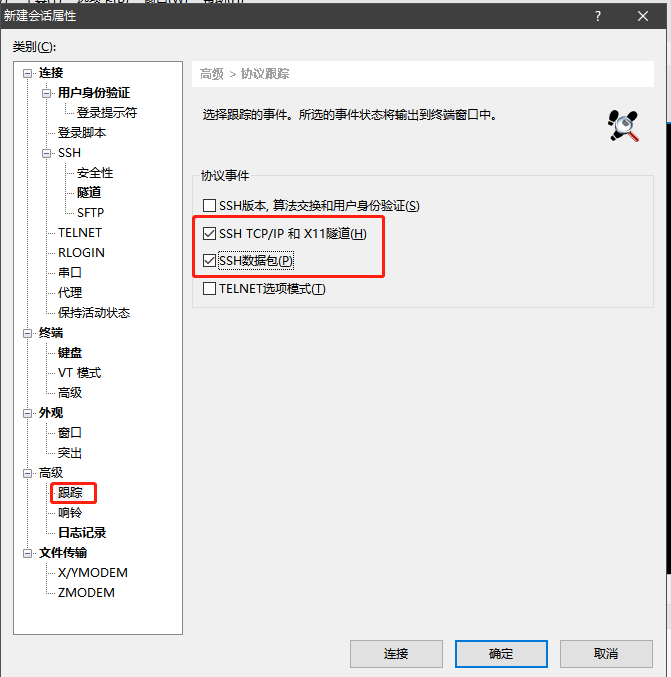 新建会话属性
?
类别(C):
连接
用户身份验证
登录提示符
登录脚本
SSH
安全性
隧道
SFTP
TELNET
RLOGIN
串口
代理
保持活动状态
终端
键盘
VT 模式
高级
外观
窗口
突出
高级
跟踪
响铃
日志记录
文件传输
X/YMODEM
ZMODEM
高级 > 协议跟踪
选择跟踪的事件。所选的事件状态将输出到终端窗口中。
协议事件
SSH版本, 算法交换和用户身份验证(S)
SSH TCP/IP 和 X11隧道(H)
SSH数据包(P)
TELNET选项模式(T)
连接
确定
取消